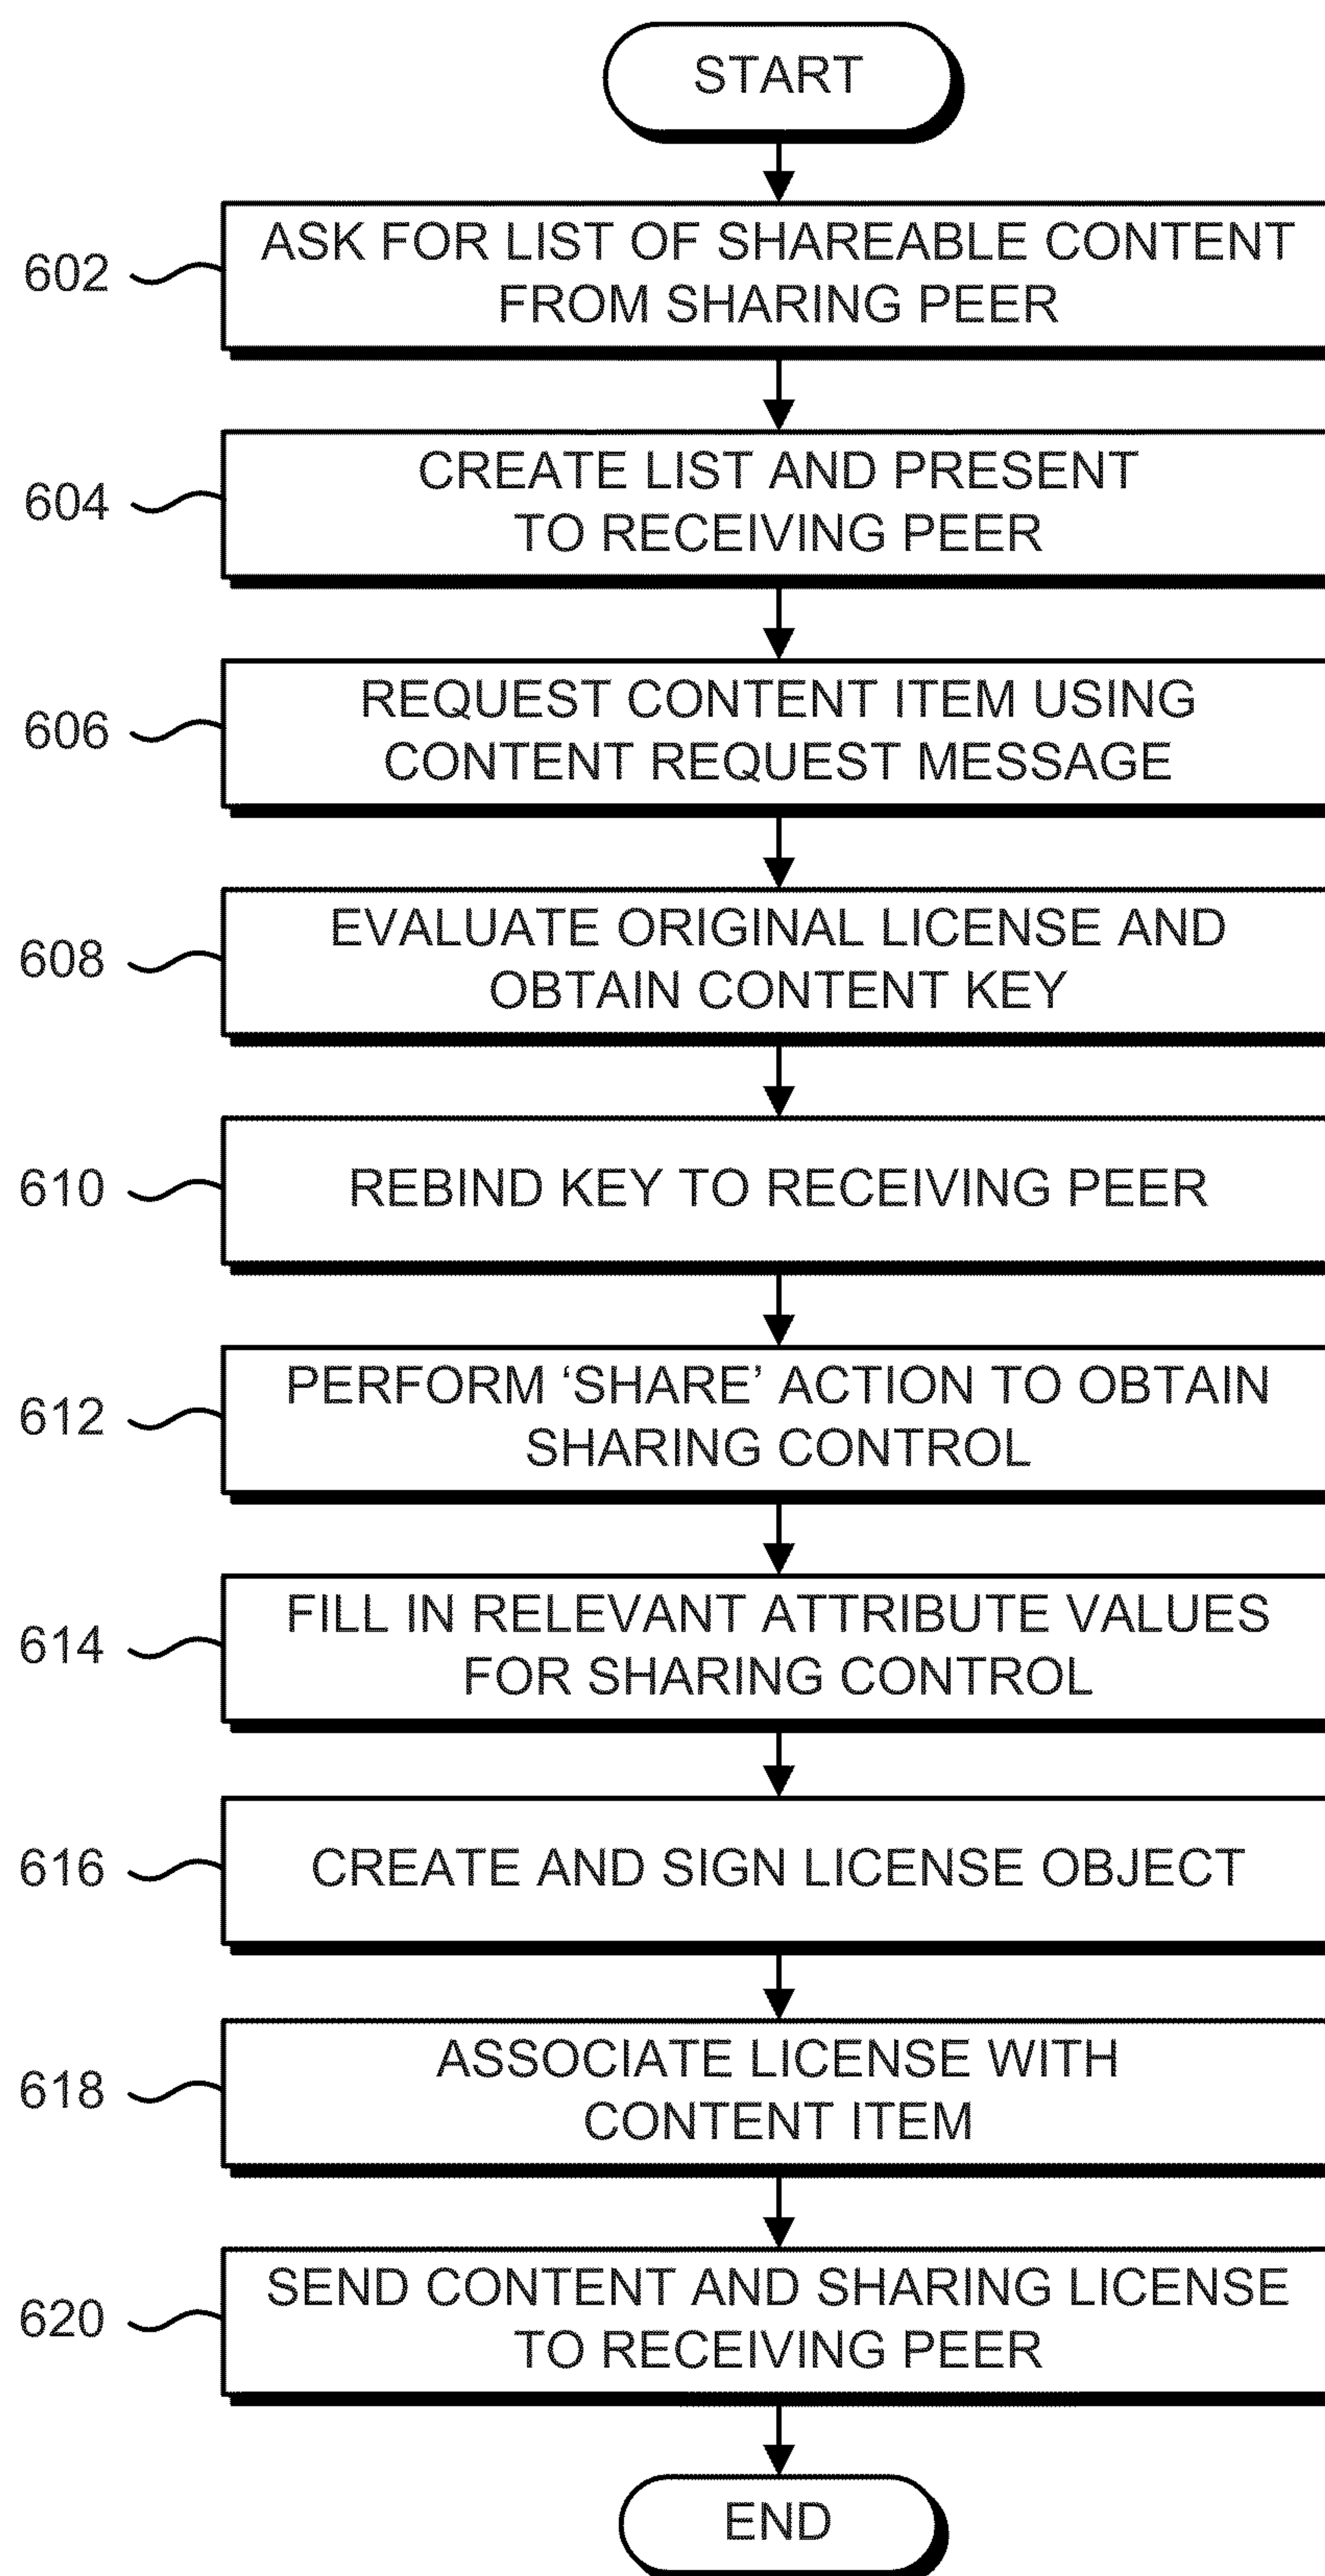 START
602
ASK FOR LIST OF SHAREABLE CONTENT
FROM SHARING PEER
604
CREATE LIST AND PRESENT
TO RECEIVING PEER
606
REQUEST CONTENT ITEM USING
CONTENT REQUEST MESSAGE
608
EVALUATE ORIGINAL LICENSE AND
OBTAIN CONTENT KEY
610
REBIND KEY TO RECEIVING PEER
612
PERFORM ‘SHARE’ ACTION TO OBTAIN
SHARING CONTROL
614
FILL IN RELEVANT ATTRIBUTE VALUES
FOR SHARING CONTROL
616
CREATE AND SIGN LICENSE OBJECT
618
ASSOCIATE LICENSE WITH
CONTENT ITEM
620
SEND CONTENT AND SHARING LICENSE
TO RECEIVING PEER
END